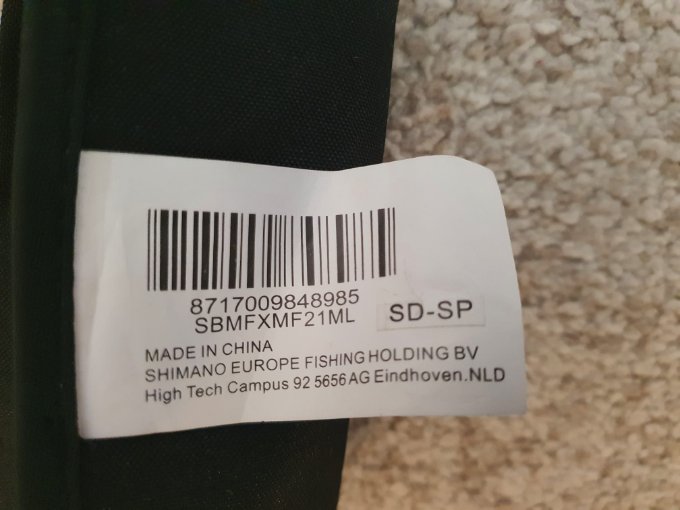 8717009848985
SBMFXMF21ML
SD-SP
MADE IN CHINA
SHIMANO EUROPE FISHING HOLDING BV
High Tech Campus 92 5656 AG Eindhoven.NLD